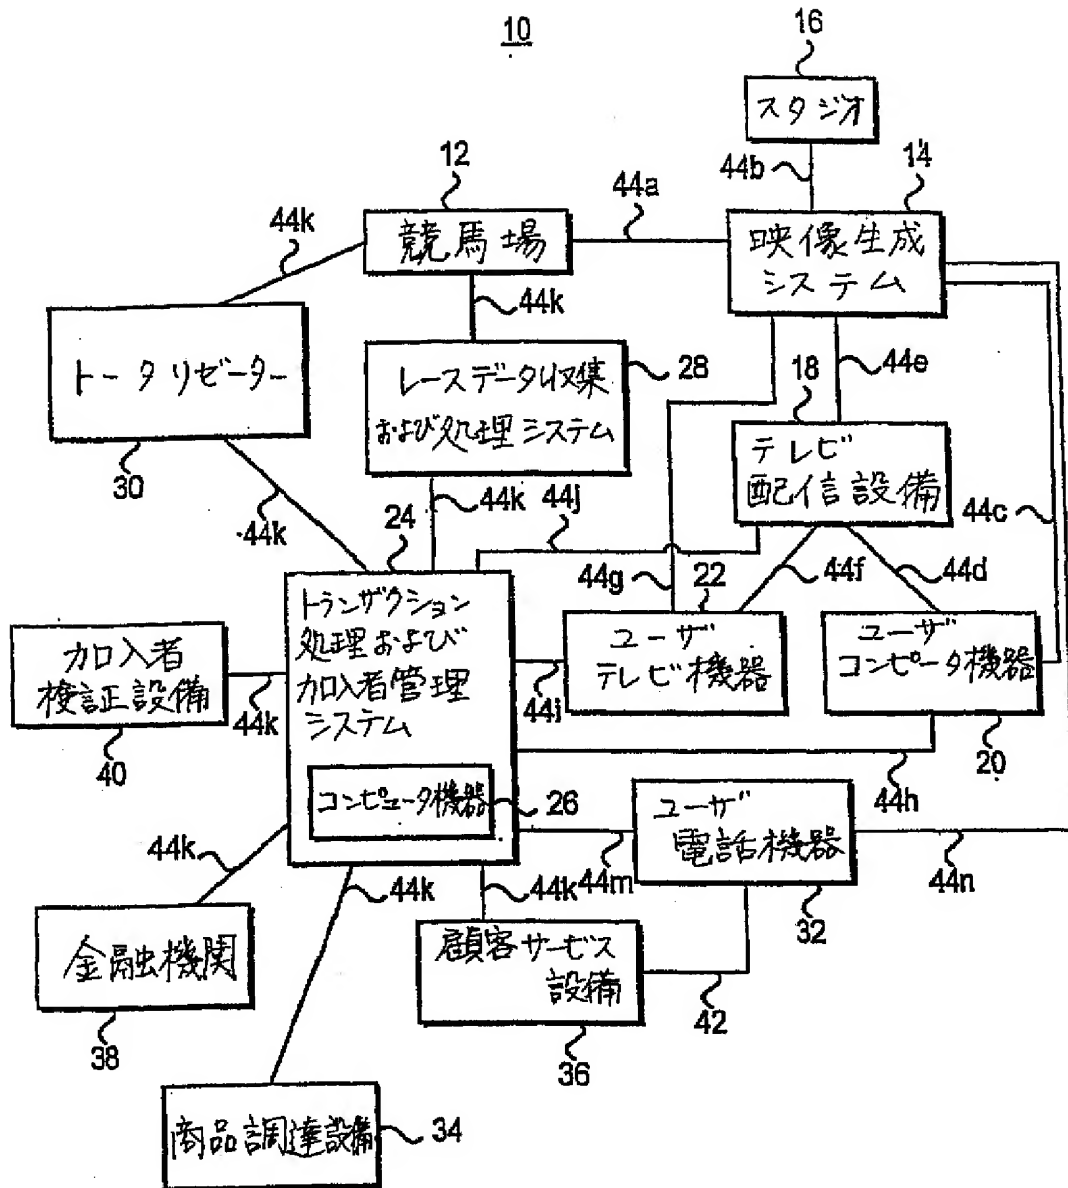 10
16
スタジオ
44b
14
12
44a
44k
競馬場
映像生成
システム
44k
トータリゼーター
30
レースデータ収集
および処理システム
28
44e
18
テレビ
配信設備
44c
44k
24
44k
44j
44g
22
44f
44d
トランザクション
処理および
加入者管理
システム
加入者
検証設備
40
44k
44i
ユーザ
テレビ機器
ユーザ
コンピータ機器
20
コンピュータ機器
26
44h
ユーザ
電話機器
32
44m
44n
44k
44k
44k
金融機関
38
顧客サービス
設備
36
42
商品調達設備
34